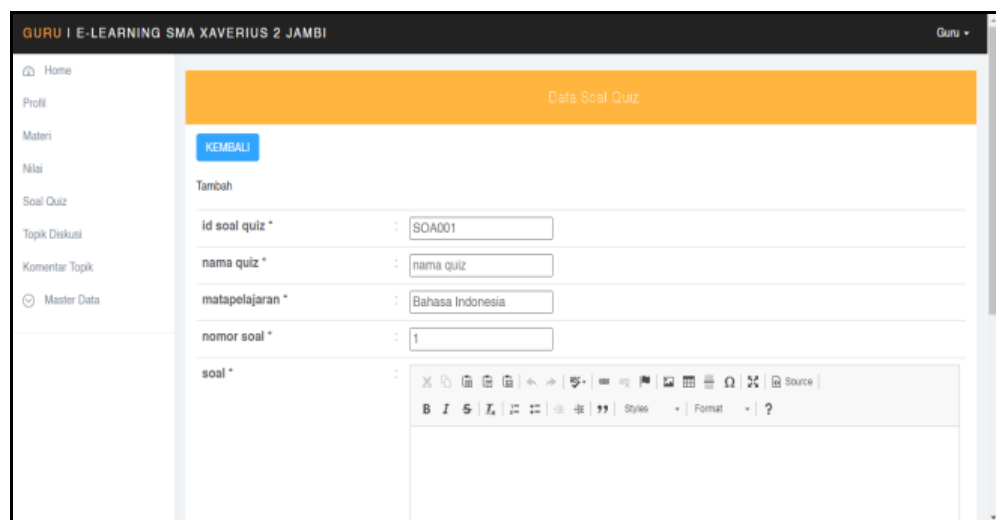 GURU I E-LEARNING SMA XAVERIUS 2 JAMBI
Guru
Home
Profil
Materi
Nilai
Soal Quiz
Topik Diskusi
Komentar Topik
Master Data
Data Soal Quiz
KEMBALI
Tambah
id soal quiz * : SOA001
nama quiz * : nama quiz
matapelajaran * : Bahasa Indonesia
nomor soal * : 1
soal * :
Ω Source
B I S Ix Styles Format ?